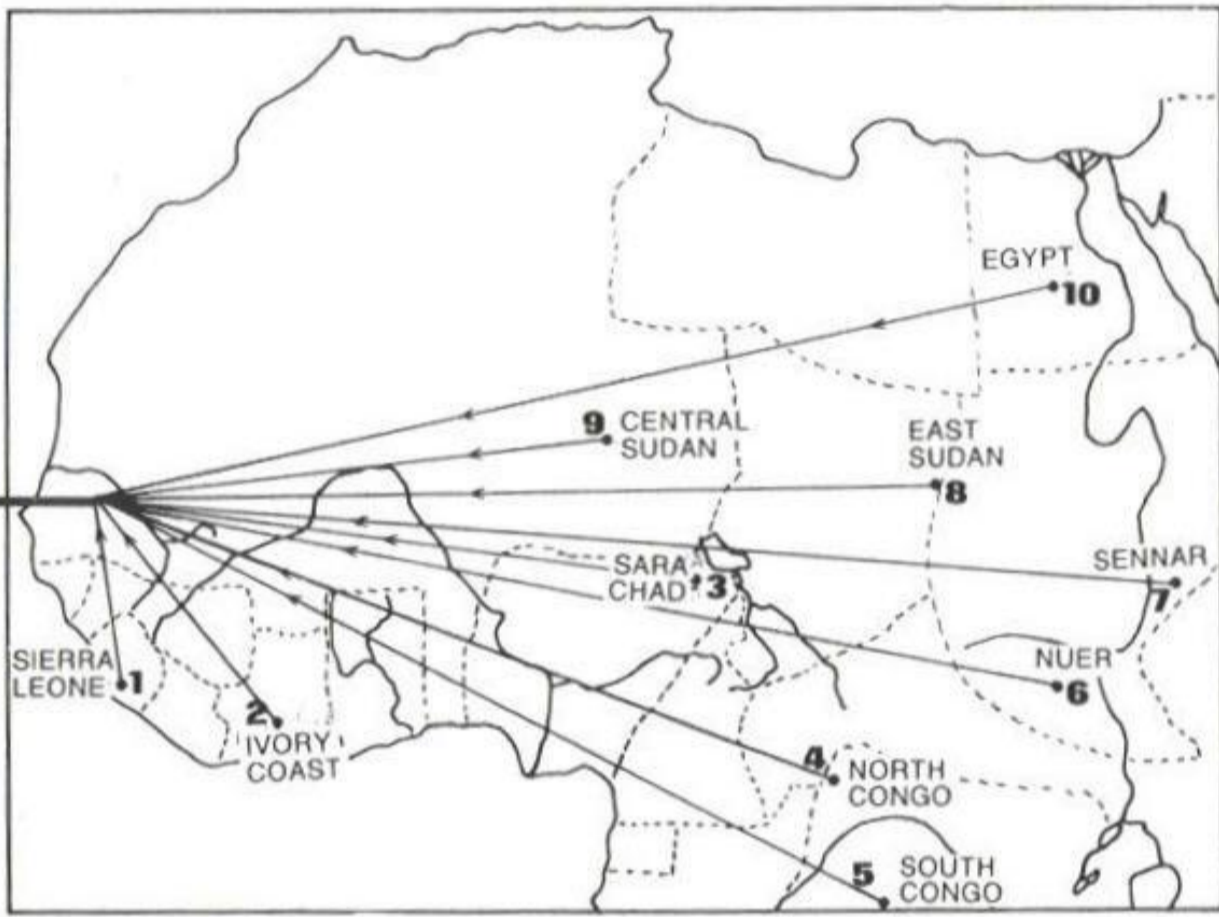 EGYPT
10
9 CENTRAL
SUDAN
EAST
SUDAN
8
SARA
CHAD 3
SENNAR
7
NUER
6
SIERRA
LEONE 1
2
IVORY
COAST
4 NORTH
CONGO
5 SOUTH
CONGO